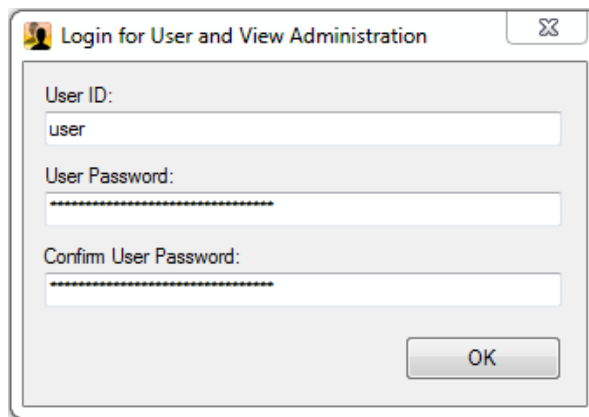 Login for User and View Administration
User ID:
user
User Password:
********************************
Confirm User Password:
********************************
OK